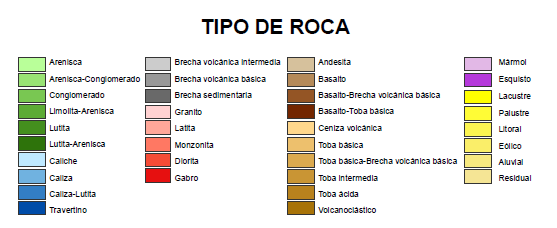 TIPO DE ROCA
Arenisca
Arenisca-Conglomerado
Conglomerado
Limolita-Arenisca
Lutita
Lutita-Arenisca
Caliche
Caliza
Caliza-Lutita
Travertino
Brecha volcánica intermedia
Brecha volcánica básica
Brecha sedimentaria
Granito
Latita
Monzonita
Diorita
Gabro
Andesita
Basalto
Basalto-Brecha volcánica básica
Basalto-Toba básica
Ceniza volcánica
Toba básica
Toba básica-Brecha volcánica básica
Toba intermedia
Toba ácida
Volcanoclástico
Mármol
Esquisto
Lacustre
Palustre
Litoral
Eólico
Aluvial
Residual